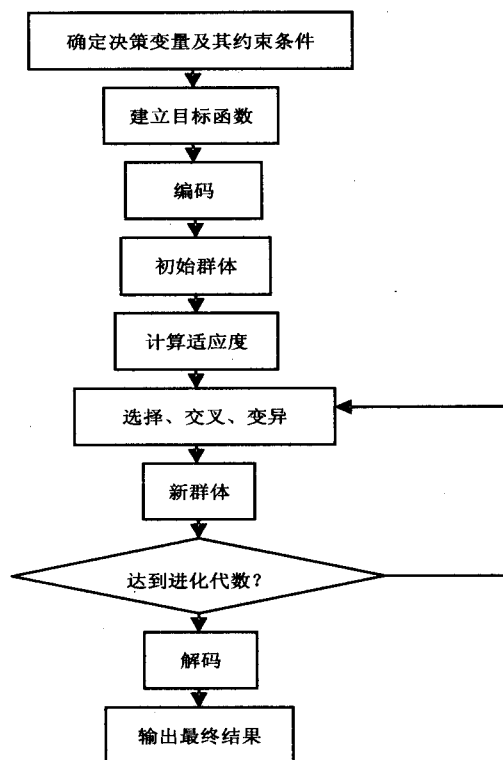 确定决策变量及其约束条件
建立目标函数
编码
初始群体
计算适应度
选择、交叉、变异
新群体
达到进化代数？
解码
输出最终结果